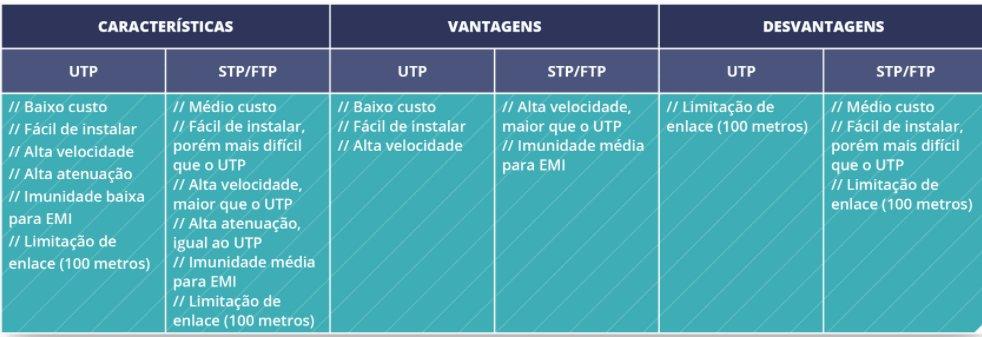 CARACTERÍSTICAS
VANTAGENS
DESVANTAGENS
UTP
STP/FTP
UTP
STP/FTP
UTP
STP/FTP
// Baixo custo
// Fácil de instalar
// Alta velocidade
// Alta atenuação
// Imunidade baixa
para EMI
// Limitação de
enlace (100 metros)
// Médio custo
// Fácil de instalar,
porém mais difícil
que o UTP
// Alta velocidade,
maior que o UTP
// Alta atenuação,
igual ao UTP
// Imunidade média
para EMI
// Limitação de
enlace (100 metros)
// Baixo custo
// Fácil de instalar
// Alta velocidade
// Alta velocidade,
maior que o UTP
// Imunidade média
para EMI
// Limitação de
enlace (100 metros)
// Médio custo
// Fácil de instalar,
porém mais difícil
que o UTP
// Limitação de
enlace (100 metros)